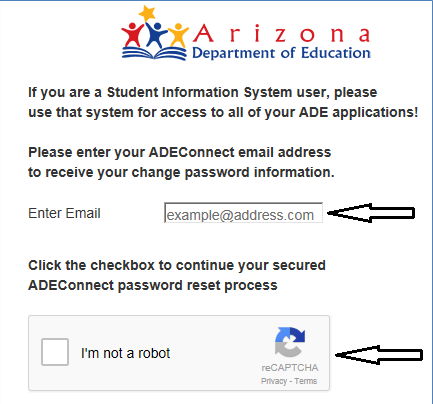 Arizona
Department of Education
If you are a Student Information System user, please
use that system for access to all of your ADE applications!
Please enter your ADEConnect email address
to receive your change password information.
Enter Email example@address.com
Click the checkbox to continue your secured
ADEConnect password reset process
I'm not a robot
reCAPTCHA
Privacy - Terms